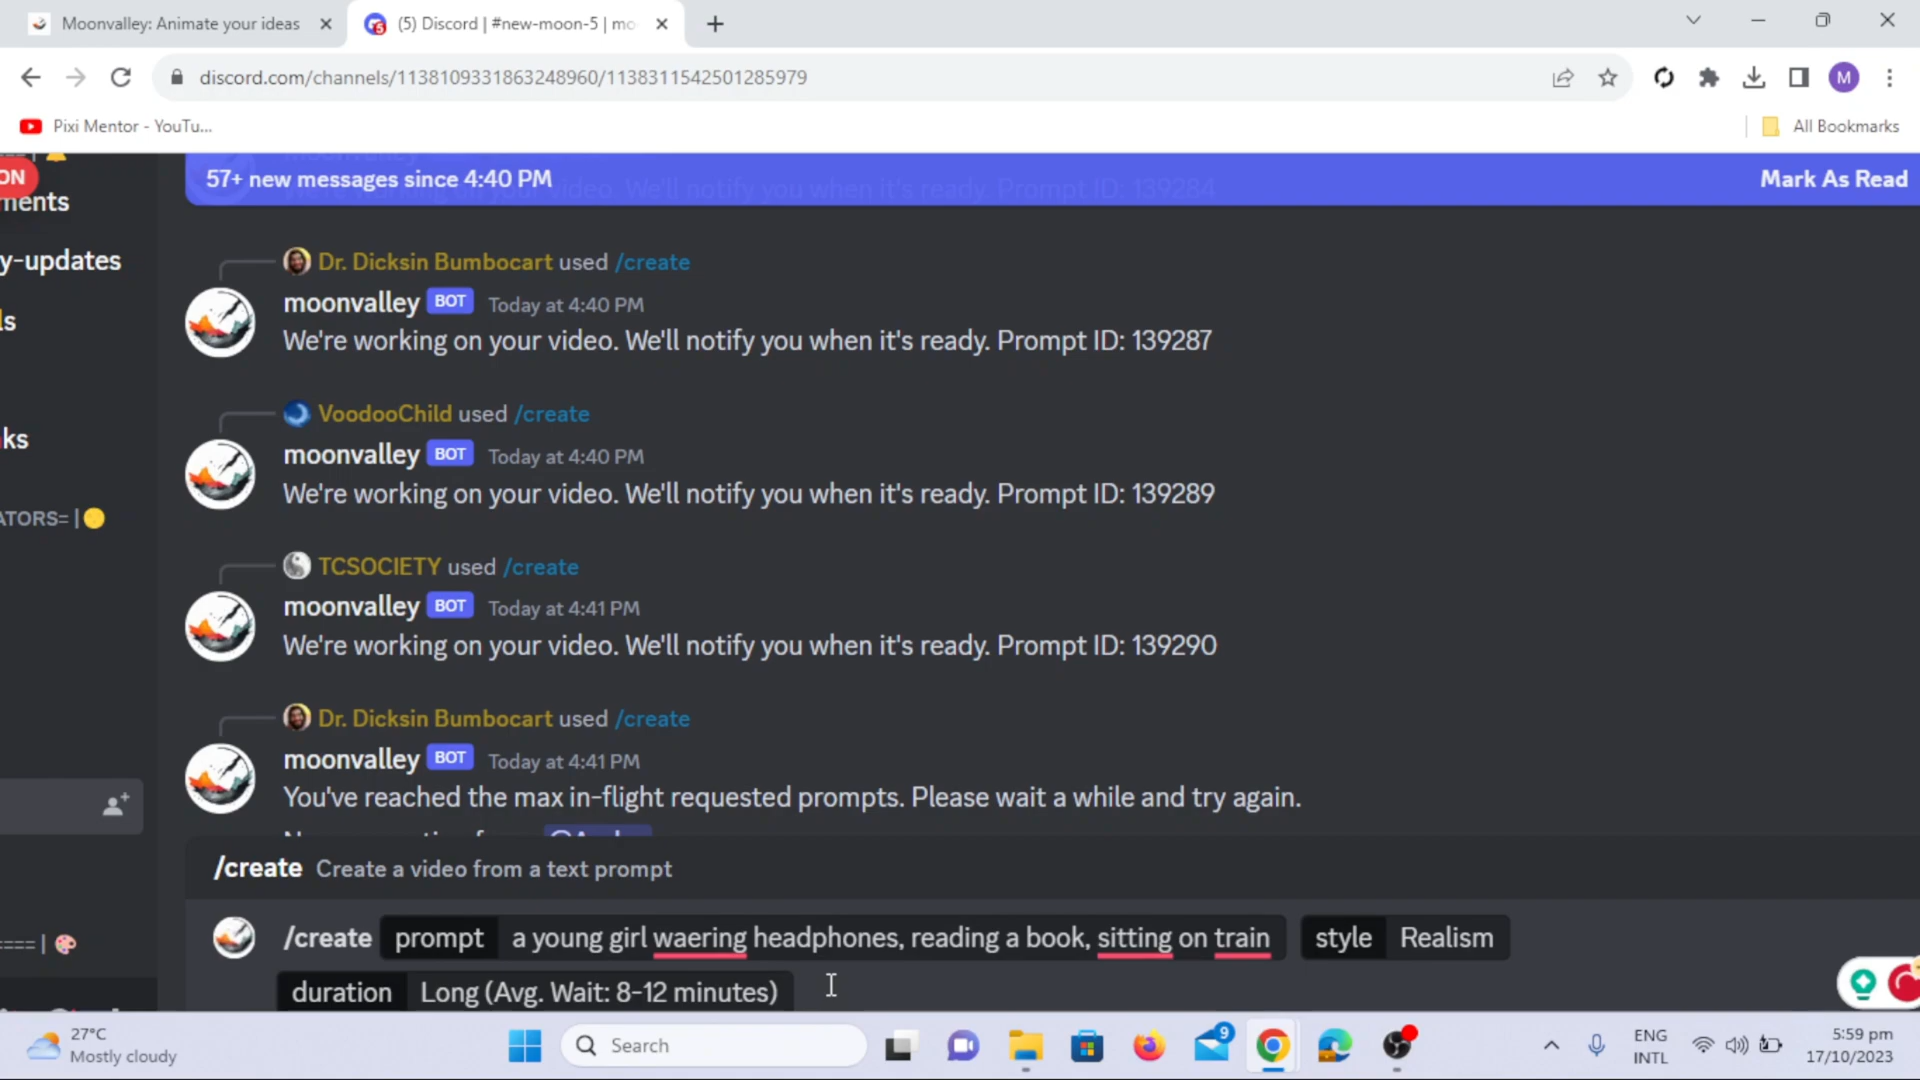 Moonvalley: Animate your ideas
(5) Discord | #new-moon-5 | mo
discord.com/channels/1138109331863248960/1138311542501285979
M
Pixi Mentor - YouTu...
All Bookmarks
ON
57+ new messages since 4:40 PM
Mark As Read
ments
y-updates
ls
ks
ATORS= |
Dr. Dicksin Bumbocart used /create
moonvalley BOT Today at 4:40 PM
We're working on your video. We'll notify you when it's ready. Prompt ID: 139287
VoodooChild used /create
moonvalley BOT Today at 4:40 PM
We're working on your video. We'll notify you when it's ready. Prompt ID: 139289
TCSOCIETY used /create
moonvalley BOT Today at 4:41 PM
We're working on your video. We'll notify you when it's ready. Prompt ID: 139290
Dr. Dicksin Bumbocart used /create
moonvalley BOT Today at 4:41 PM
You've reached the max in-flight requested prompts. Please wait a while and try again.
/create Create a video from a text prompt
====|
/create prompt a young girl waering headphones, reading a book, sitting on train style Realism
duration Long (Avg. Wait: 8-12 minutes)
27°C
Mostly cloudy
Search
9
ENG
INTL
5:59 pm
17/10/2023